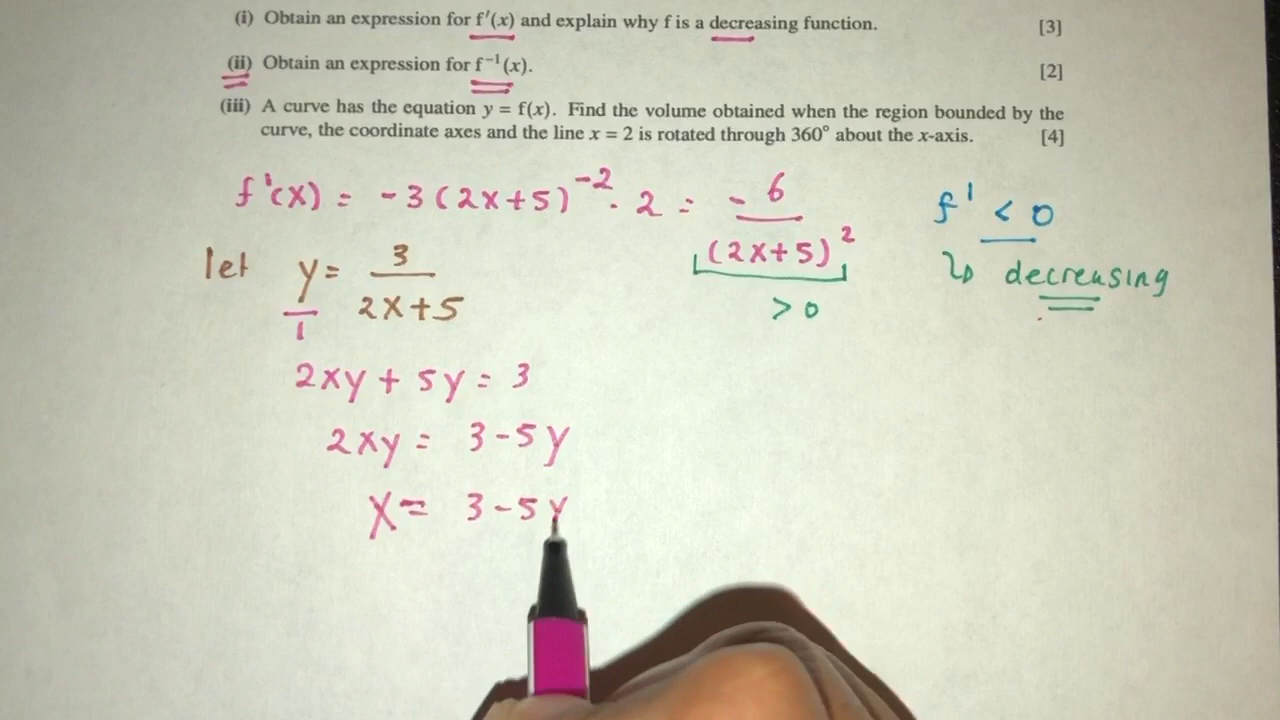 (i) Obtain an expression for f′(x) and explain why f is a decreasing function. [3]
(ii) Obtain an expression for f⁻¹(x). [2]
(iii) A curve has the equation y = f(x). Find the volume obtained when the region bounded by the
curve, the coordinate axes and the line x = 2 is rotated through 360° about the x-axis. [4]
f'(x) = -3(2x+5)⁻² · 2 = - 6 / (2x+5)²
> 0
f' < 0
↳ decreasing
let y/1 = 3 / 2x+5
2xy + 5y = 3
2xy = 3-5y
x = 3-5y